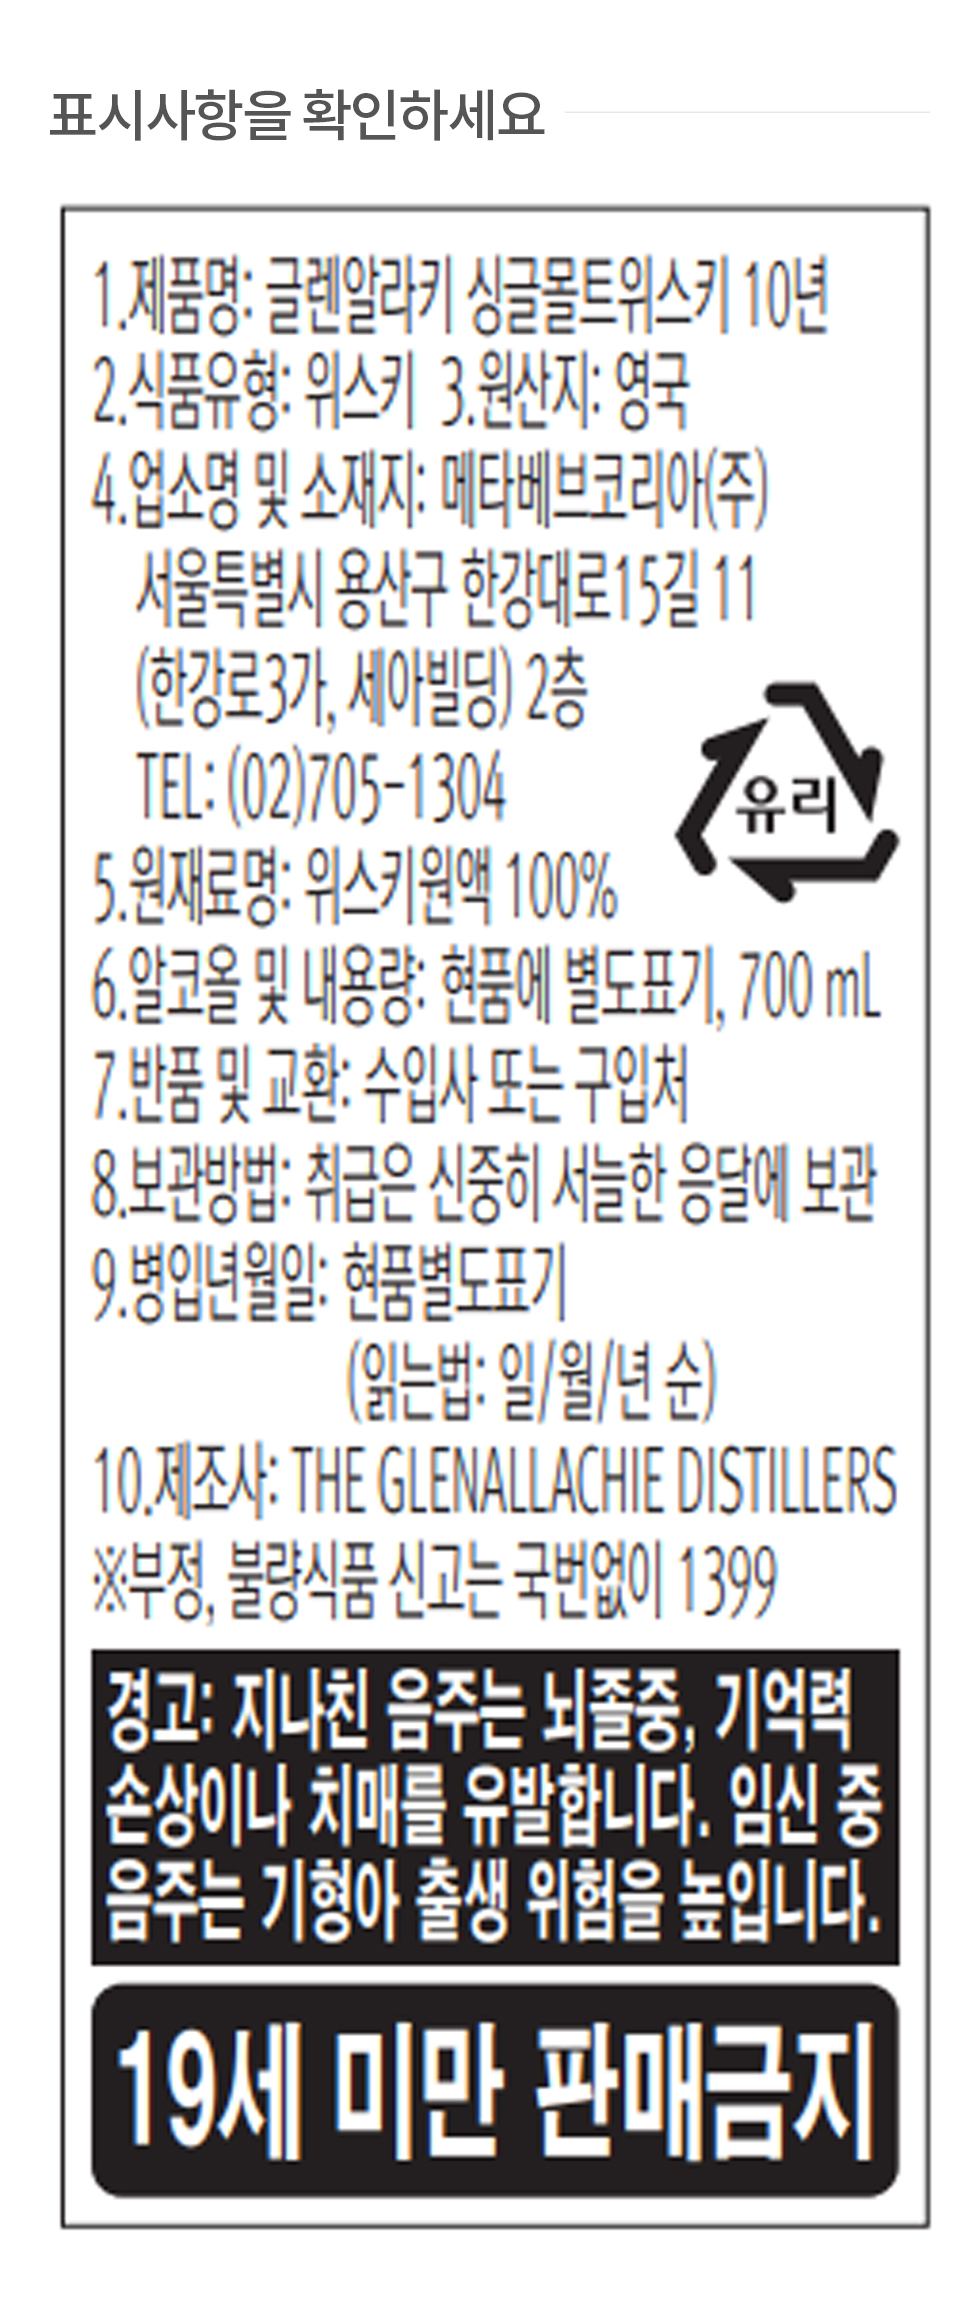 표시사항을 확인하세요
1.제품명: 글렌알라키 싱글몰트위스키 10년
2.식품유형: 위스키 3.원산지: 영국
4.업소명 및 소재지: 메타베브코리아(주)
서울특별시 용산구 한강대로15길 11
(한강로3가, 세아빌딩) 2층
TEL: (02)705-1304
유리
5.원재료명: 위스키원액 100%
6.알코올 및 내용량: 현품에 별도표기, 700 mL
7.반품 및 교환: 수입사 또는 구입처
8.보관방법: 취급은 신중히 서늘한 응달에 보관
9.병입년월일: 현품별도표기
(읽는법: 일/월/년 순)
10.제조사: THE GLENALLACHIE DISTILLERS
※부정, 불량식품 신고는 국번없이 1399
경고: 지나친 음주는 뇌졸중, 기억력
손상이나 치매를 유발합니다. 임신 중
음주는 기형아 출생 위험을 높입니다.
19세 미만 판매금지